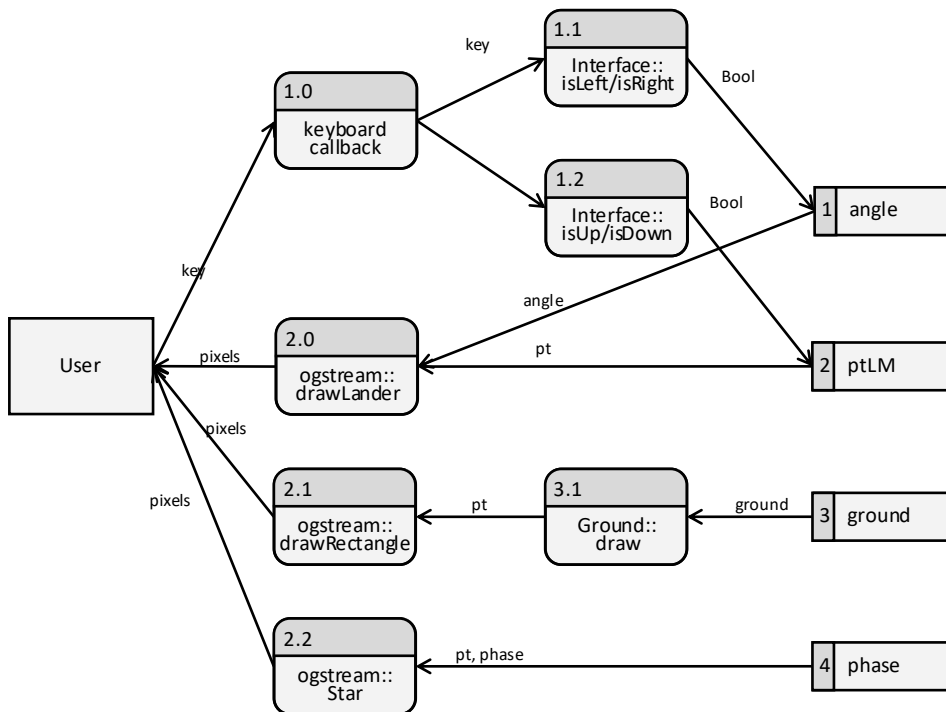 1.1
key
Interface::
isLeft/isRight
Bool
1.0
keyboard
callback
1.2
Interface::
isUp/isDown
Bool
1 angle
key
angle
User
pixels
2.0
ogstream::
drawLander
pt
2 ptLM
pixels
2.1
ogstream::
drawRectangle
pt
3.1
Ground::
draw
ground
3 ground
pixels
2.2
ogstream::
Star
pt, phase
4 phase